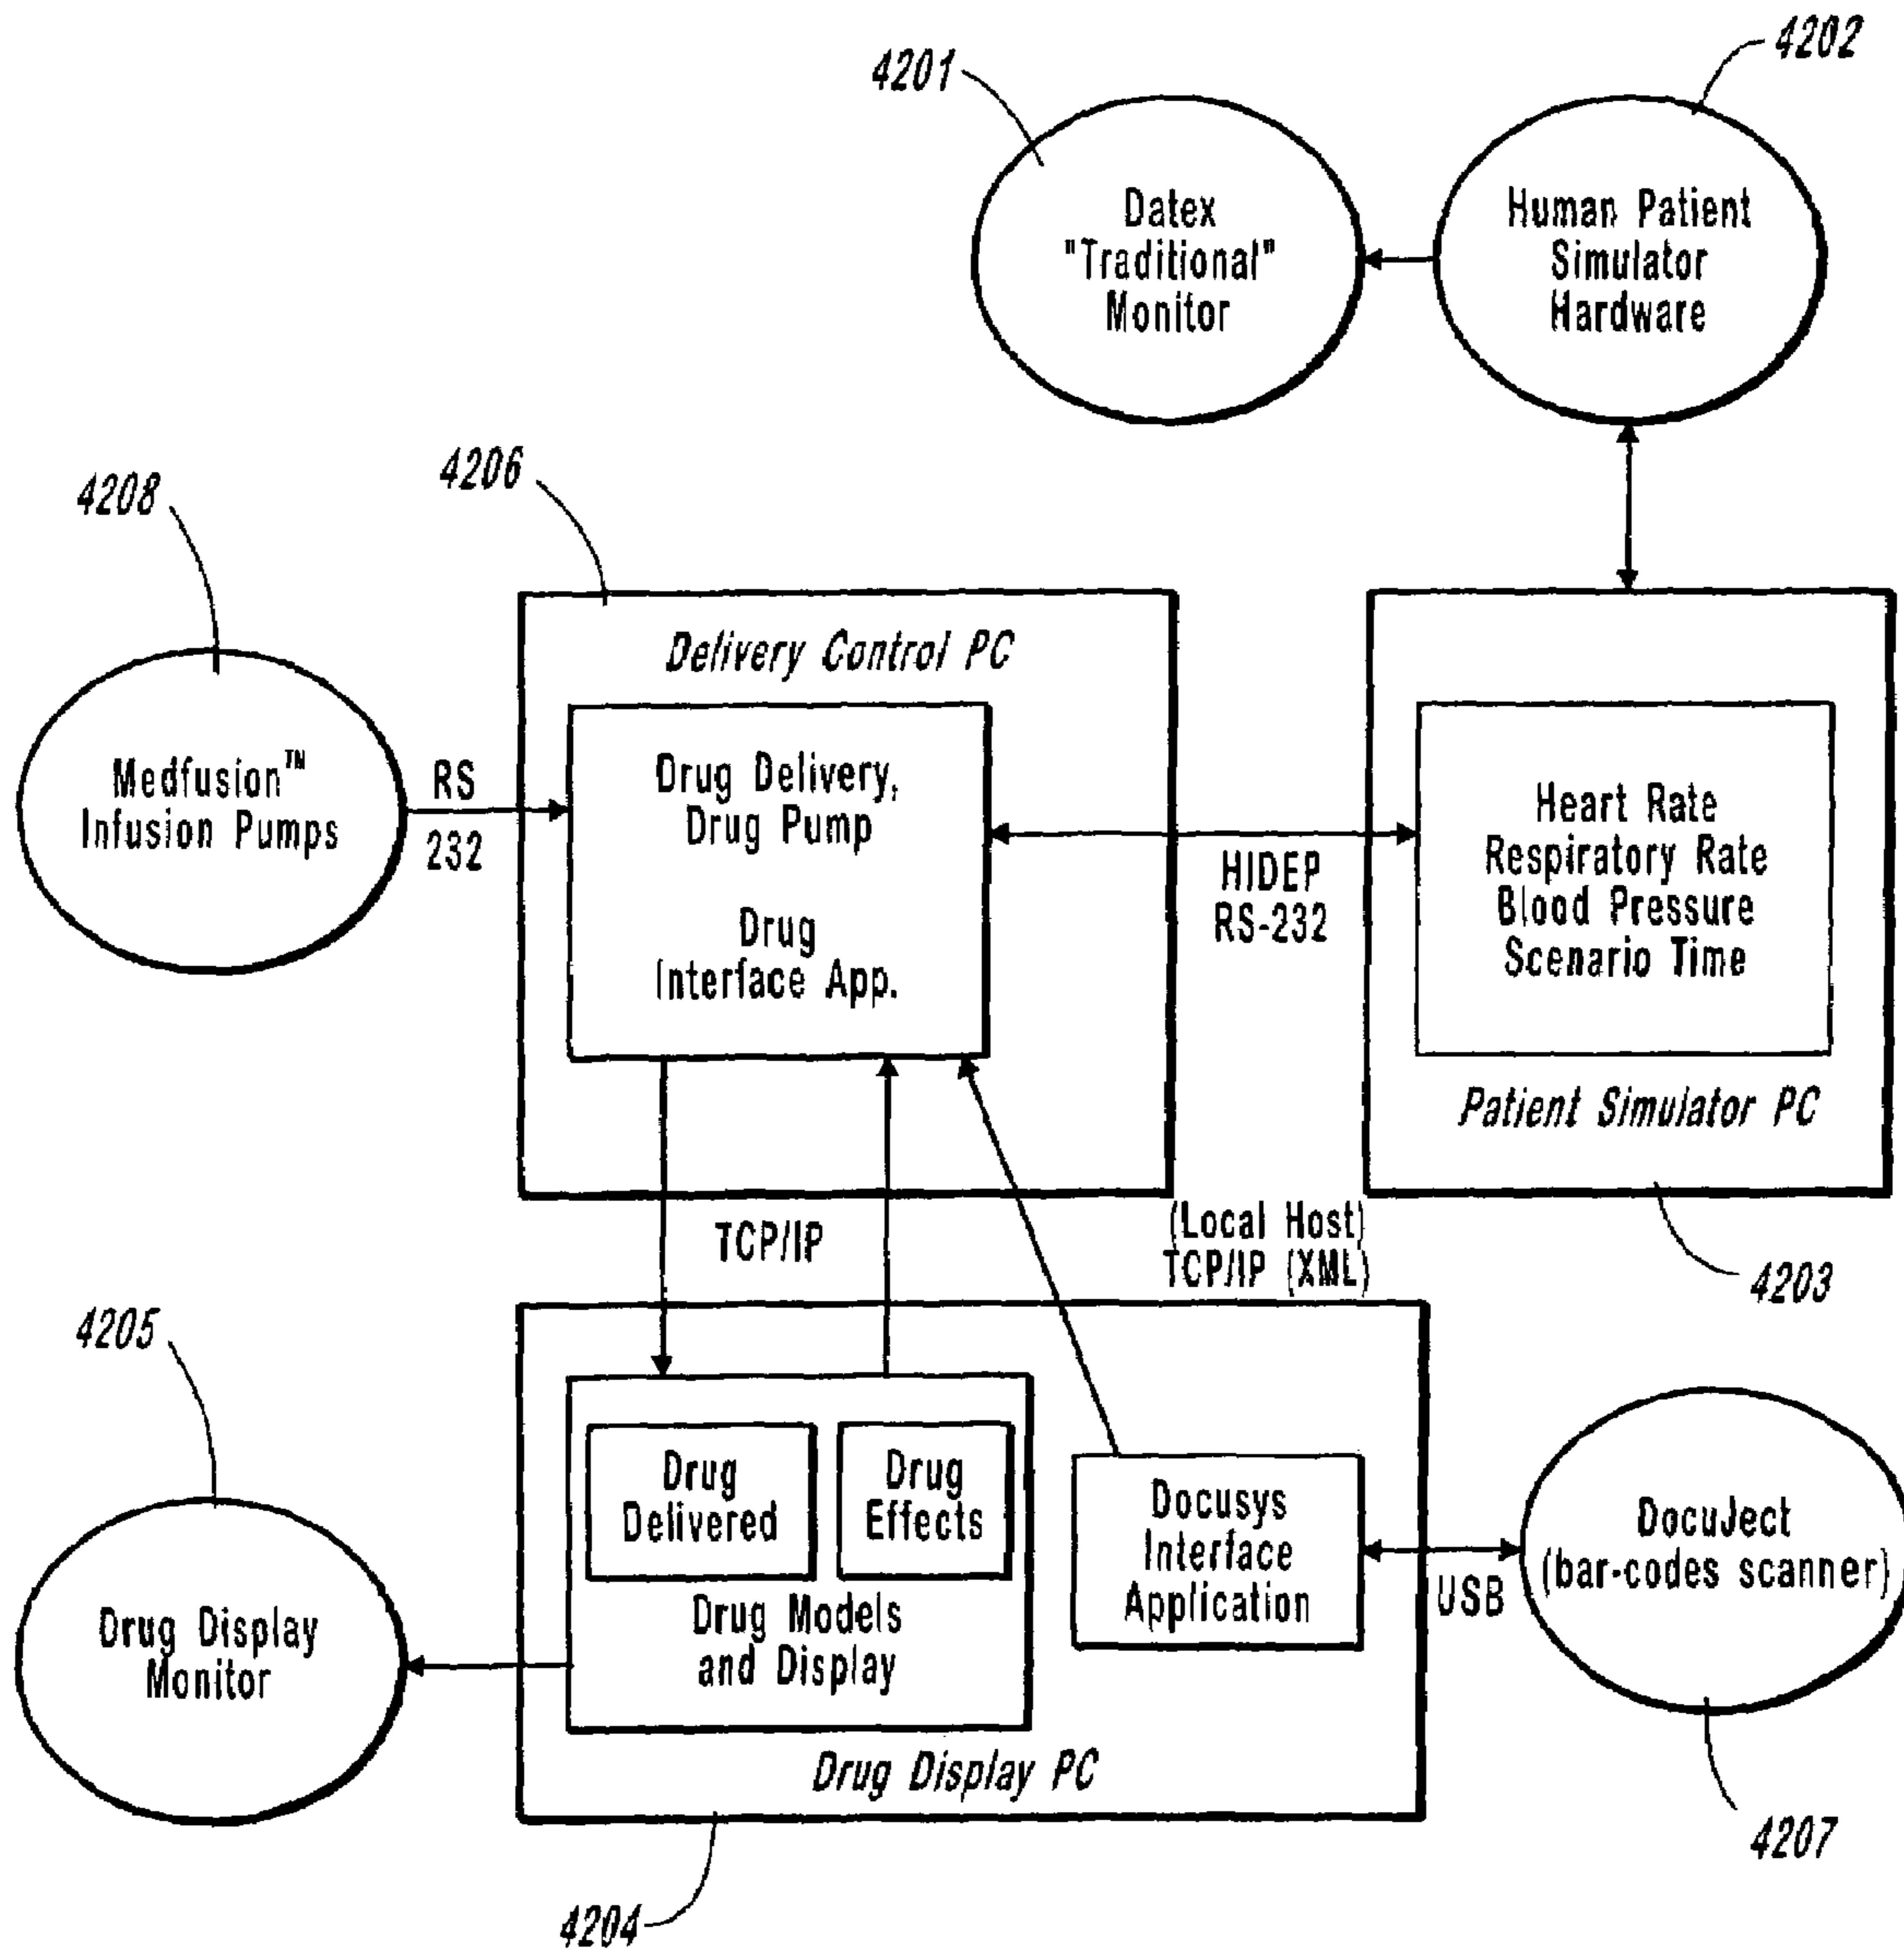 4202
4201
Datex
"Traditional"
Monitor
Human Patient
Simulator
Hardware
4206
4208
Delivery Control PC
Medfusion™
Infusion Pumps
RS
232
Drug Delivery,
Drug Pump
Drug
Interface App.
HIDEP
RS-232
Heart Rate
Respiratory Rate
Blood Pressure
Scenario Time
Patient Simulator PC
TCP/IP
(Local Host)
TCP/IP (XML)
4203
4205
Drug
Delivered
Drug
Effects
Drug Models
and Display
Docusys
Interface
Application
USB
DocuJect
(bar-codes scanner)
Drug Display
Monitor
Drug Display PC
4207
4204